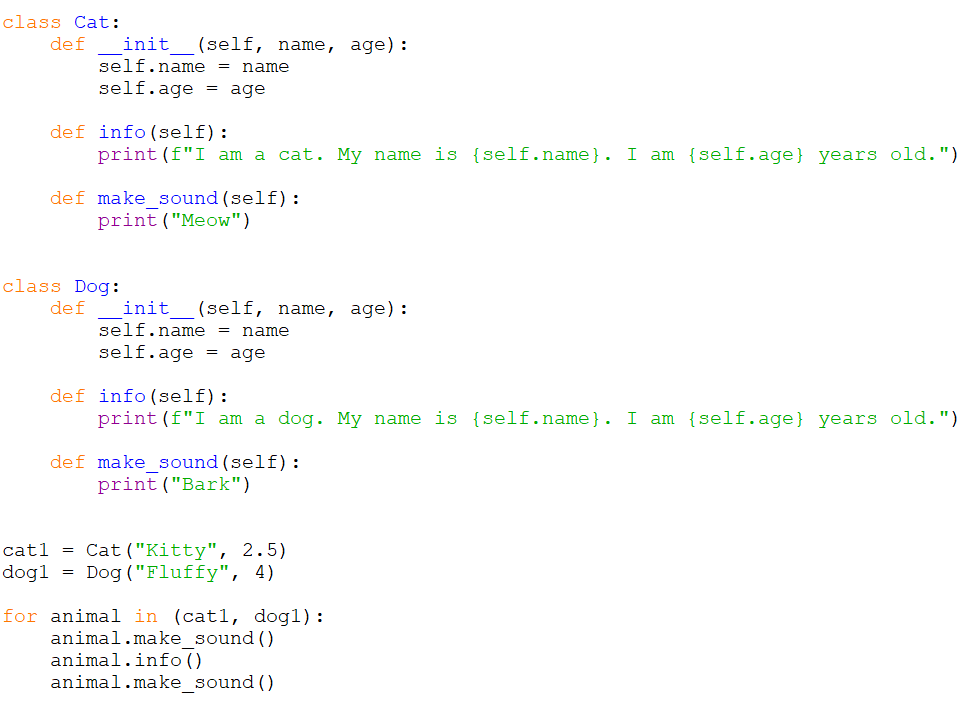 class Cat:
    def __init__(self, name, age):
        self.name = name
        self.age = age

    def info(self):
        print(f"I am a cat. My name is {self.name}. I am {self.age} years old.")

    def make_sound(self):
        print("Meow")


class Dog:
    def __init__(self, name, age):
        self.name = name
        self.age = age

    def info(self):
        print(f"I am a dog. My name is {self.name}. I am {self.age} years old.")

    def make_sound(self):
        print("Bark")


cat1 = Cat("Kitty", 2.5)
dog1 = Dog("Fluffy", 4)

for animal in (cat1, dog1):
    animal.make_sound()
    animal.info()
    animal.make_sound()